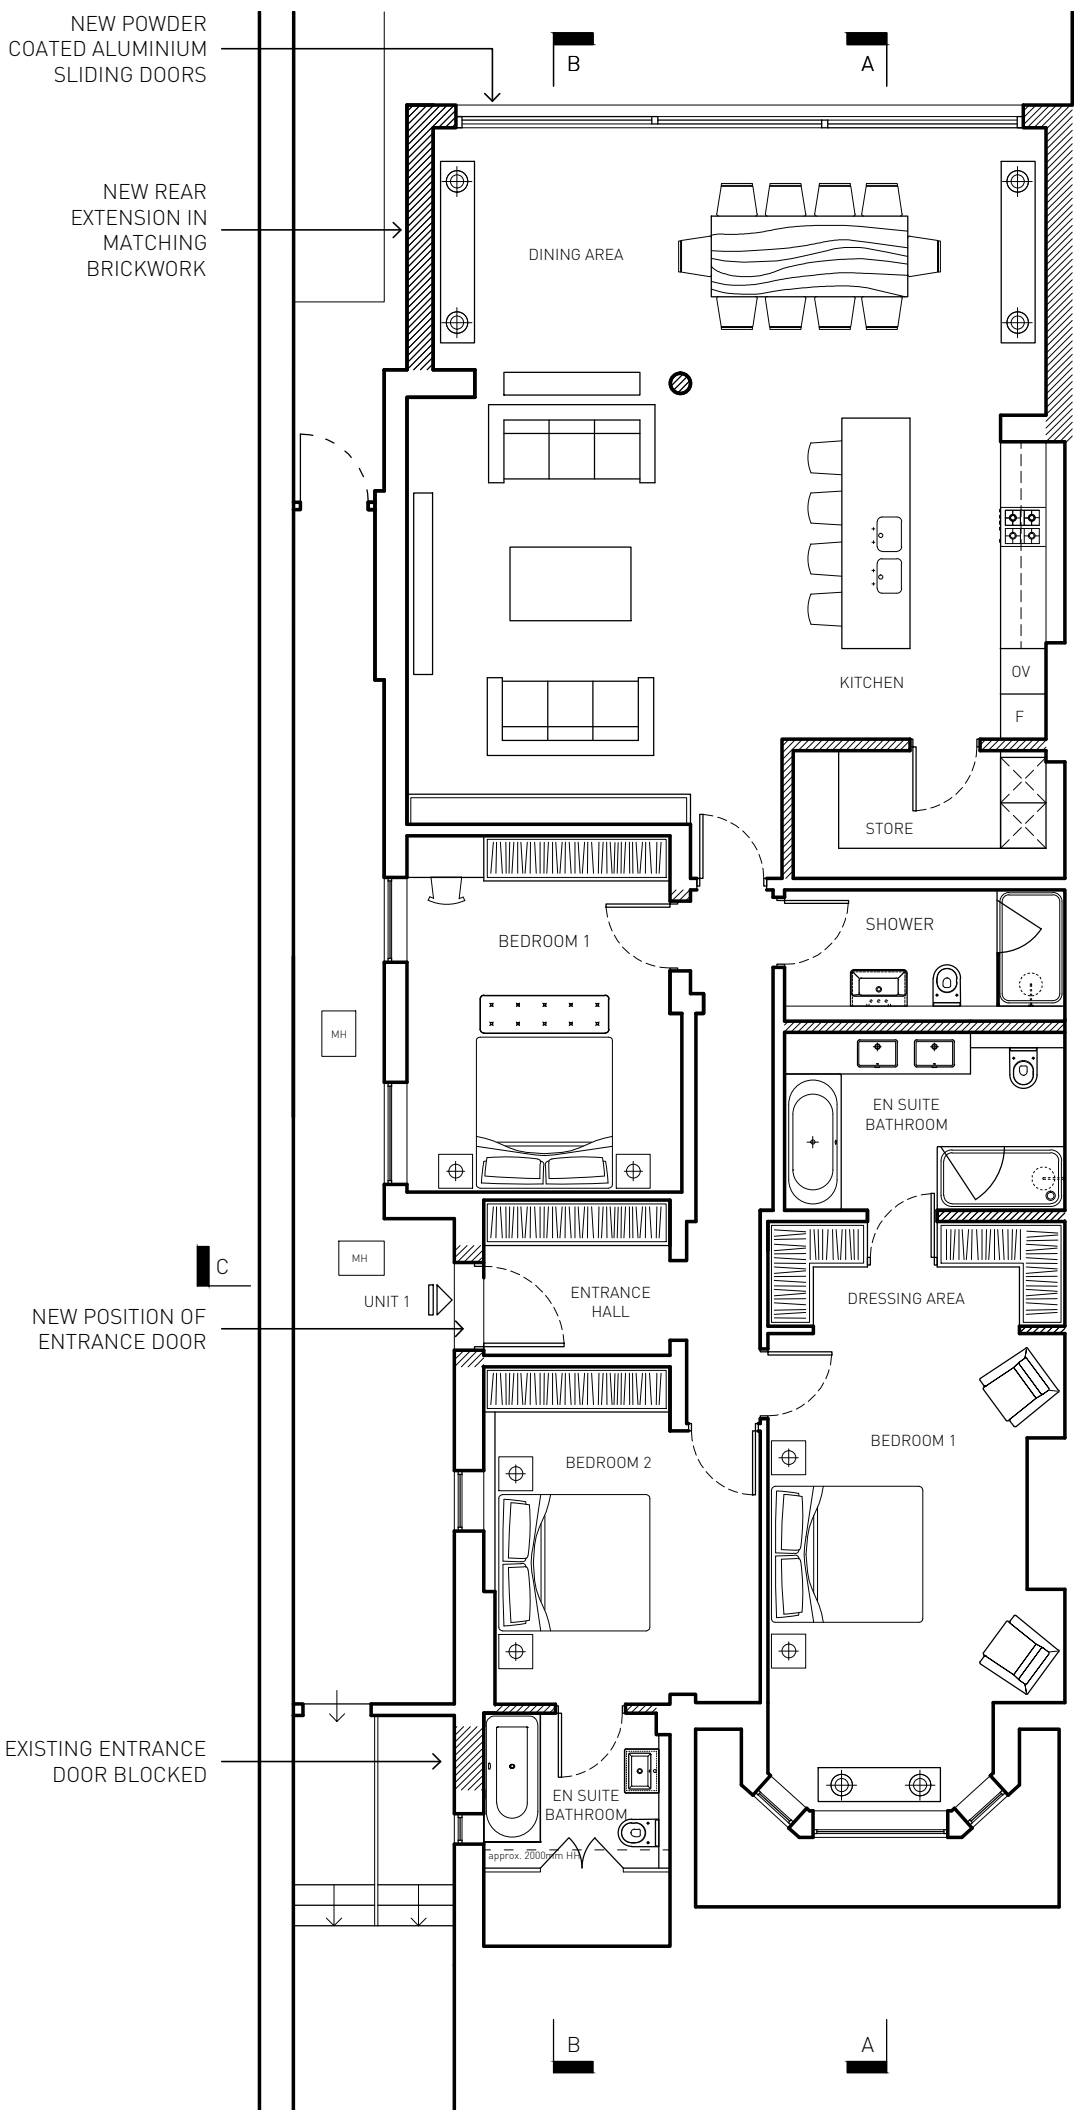 NEW POWDER
COATED ALUMINIUM
SLIDING DOORS
B
A
NEW REAR
EXTENSION IN
MATCHING
BRICKWORK
DINING AREA
KITCHEN
OV
F
STORE
BEDROOM 1
SHOWER
MH
EN SUITE
BATHROOM
C
MH
UNIT 1
ENTRANCE
HALL
DRESSING AREA
NEW POSITION OF
ENTRANCE DOOR
BEDROOM 1
BEDROOM 2
EXISTING ENTRANCE
DOOR BLOCKED
EN SUITE
BATHROOM
approx. 2000mm HH
B
A